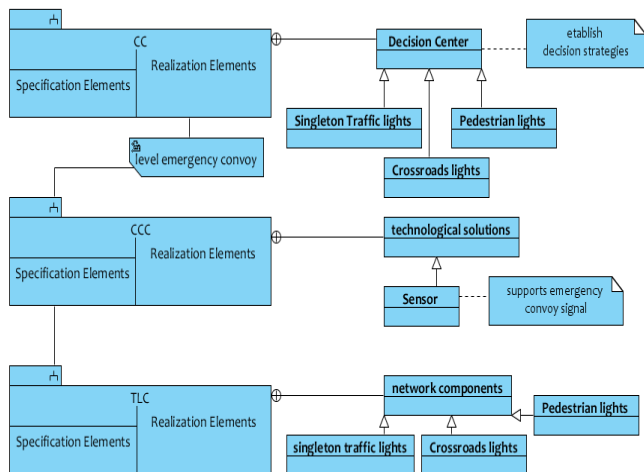 CC
Realization Elements
Specification Elements
Decision Center
etablish
decision strategies
Singleton Traffic lights
Pedestrian lights
Crossroads lights
level emergency convoy
CCC
Realization Elements
Specification Elements
technological solutions
Sensor
supports emergency
convoy signal
TLC
Realization Elements
Specification Elements
network components
Pedestrian lights
singleton traffic lights
Crossroads lights